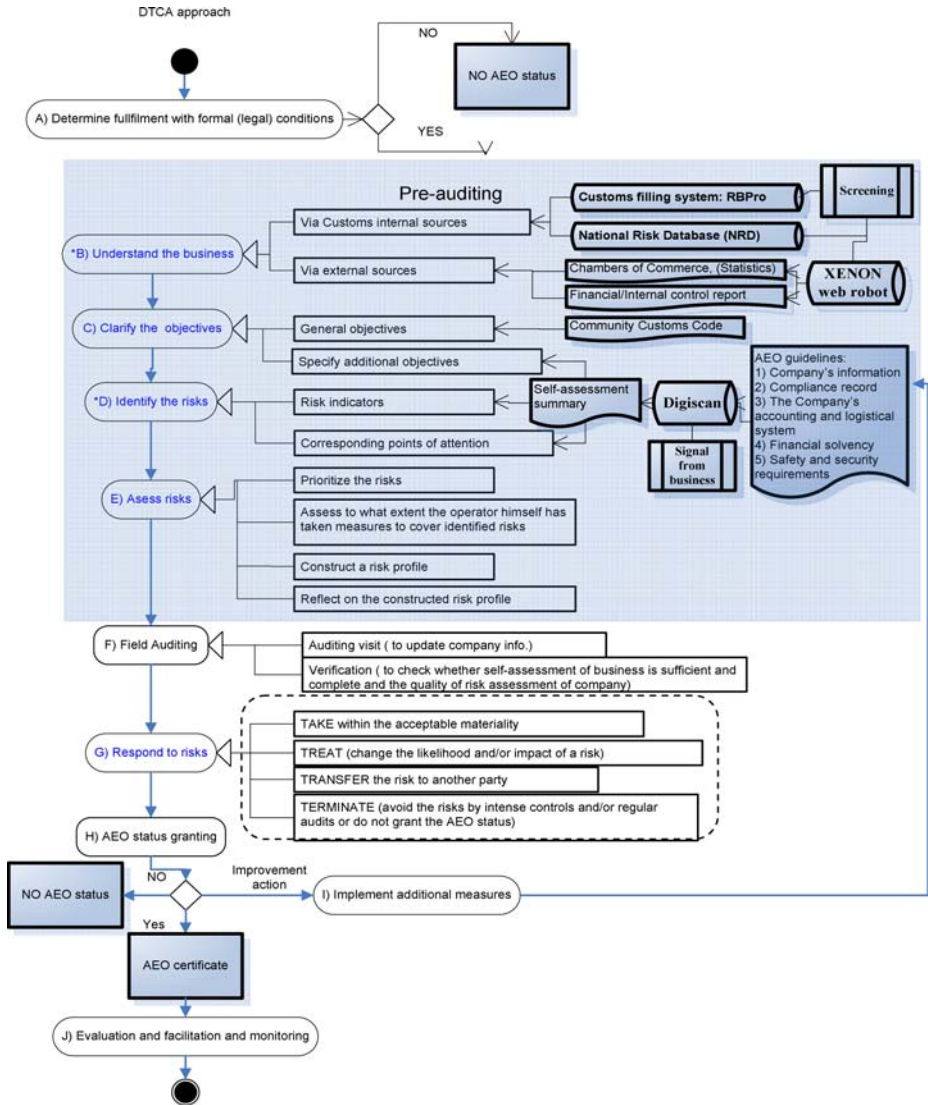 DTCA approach
NO
NO AEO status
A) Determine fullfilment with formal (legal) conditions
YES
Pre-auditing
Customs filling system: RBPro
Screening
Via Customs internal sources
National Risk Database (NRD)
*B) Understand the business
Via external sources
Chambers of Commerce, (Statistics)
XENON
web robot
Financial/Internal control report
C) Clarify the objectives
General objectives
Community Customs Code
Specify additional objectives
AEO guidelines:
1) Company's information
2) Compliance record
3) The Company's
accounting and logistical
system
4) Financial solvency
5) Safety and security
requirements
*D) Identify the risks
Risk indicators
Self-assessment
summary
Digiscan
Corresponding points of attention
Signal
from
business
E) Asess risks
Prioritize the risks
Assess to what extent the operator himself has
taken measures to cover identified risks
Construct a risk profile
Reflect on the constructed risk profile
F) Field Auditing
Auditing visit ( to update company info.)
Verification ( to check whether self-assessment of business is sufficient and
complete and the quality of risk assessment of company)
TAKE within the acceptable materiality
G) Respond to risks
TREAT (change the likelihood and/or impact of a risk)
TRANSFER the risk to another party
TERMINATE (avoid the risks by intense controls and/or regular
audits or do not grant the AEO status)
H) AEO status granting
NO
Improvement
action
NO AEO status
I) Implement additional measures
Yes
AEO certificate
J) Evaluation and facilitation and monitoring